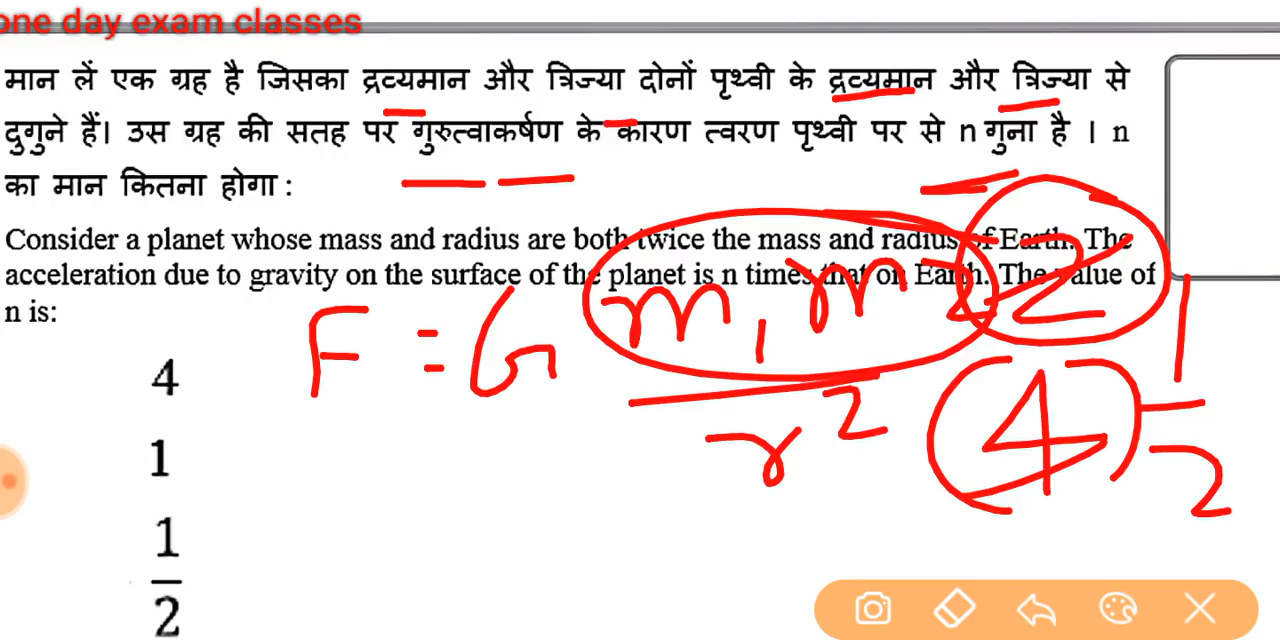 one day exam classes
मान लें एक ग्रह है जिसका द्रव्यमान और त्रिज्या दोनों पृथ्वी के द्रव्यमान और त्रिज्या से
दुगुने हैं। उस ग्रह की सतह पर गुरुत्वाकर्षण के कारण त्वरण पृथ्वी पर से n गुना है । n
का मान कितना होगा :
Consider a planet whose mass and radius are both twice the mass and radius of Earth. The
acceleration due to gravity on the surface of the planet is n times that on Earth. The value of
n is:
F = G m₁ m₂ / r² 2 / (4) 1/2
4
1
1
2